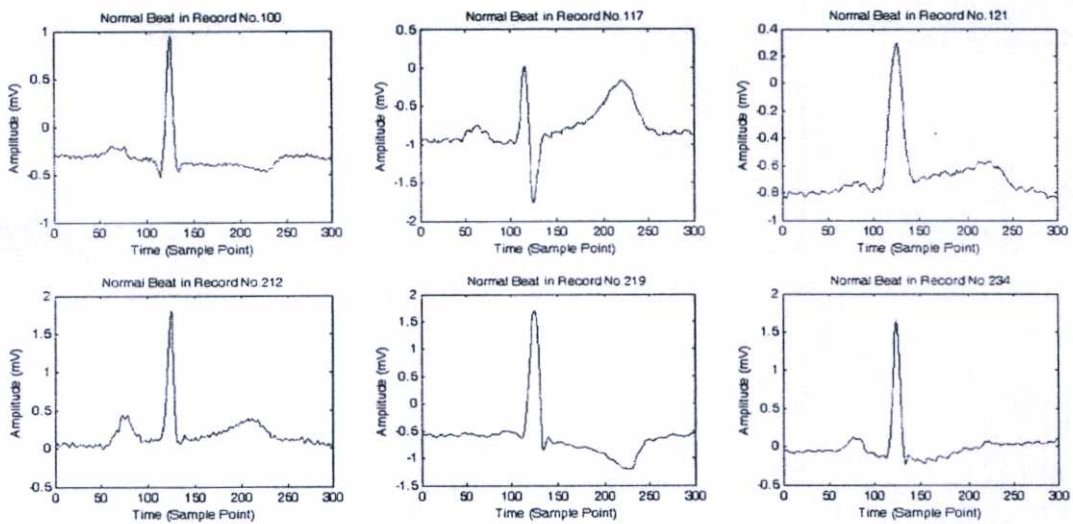 Normal Beat in Record No.100
1
0.5
0
-0.5
-1
0 50 100 150 200 250 300
Amplitude (mV)
Time (Sample Point)
Normal Beat in Record No.117
0.5
0
-0.5
-1
-1.5
-2
0 50 100 150 200 250 300
Amplitude (mV)
Time (Sample Point)
Normal Beat in Record No.121
0.4
0.2
0
0.2
0.4
-0.6
-0.8
-1
0 50 100 150 200 250 300
Amplitude (mV)
Time (Sample Point)
Normal Beat in Record No.212
2
1.5
1
0.5
0
-0.5
0 50 100 150 200 250 300
Amplitude (mV)
Time (Sample Point)
Normal Beat in Record No.219
2
1.5
1
0.5
0
-0.5
-1
-1.5
0 50 100 150 200 250 300
Amplitude (mV)
Time (Sample Point)
Normal Beat in Record No.234
2
1.5
1
0.5
0
-0.5
0 50 100 150 200 250 300
Amplitude (mV)
Time (Sample Point)